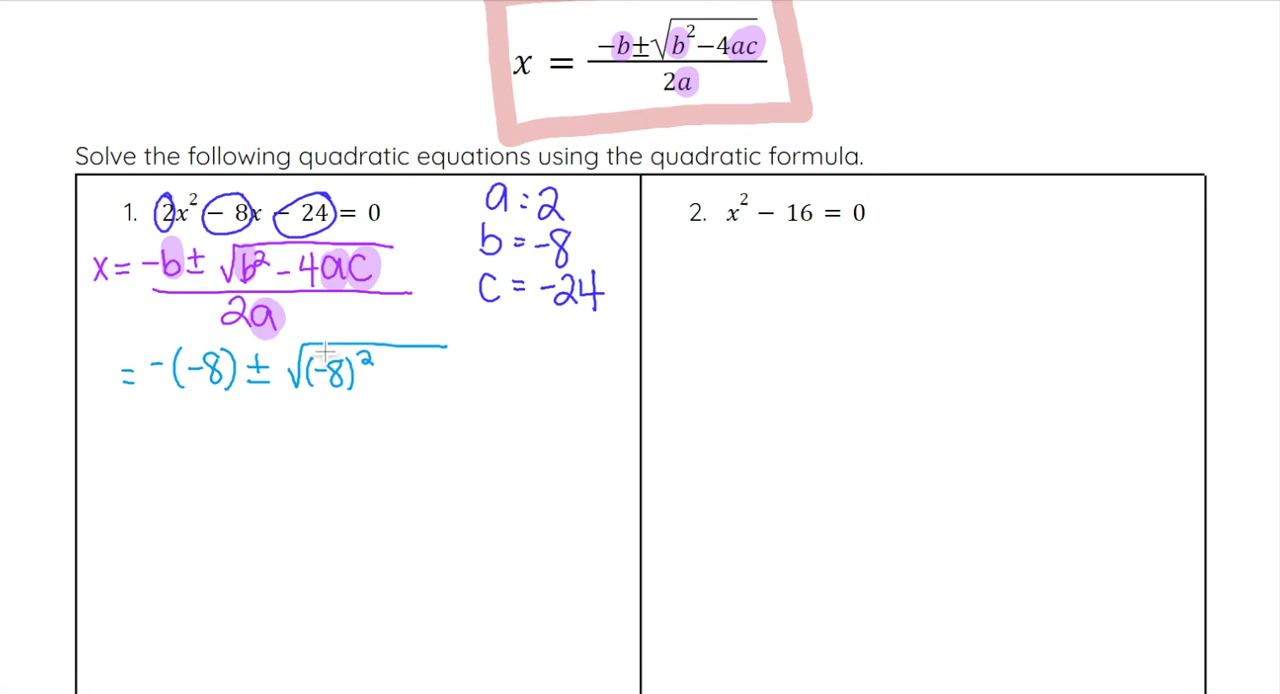 x = −b±√b²−4ac / 2a
Solve the following quadratic equations using the quadratic formula.
1. 2x² − 8x − 24 = 0
a = 2
b = -8
c = -24
x = -b ± √b² - 4ac / 2a
= -(-8) ± √(-8)²
2. x² − 16 = 0